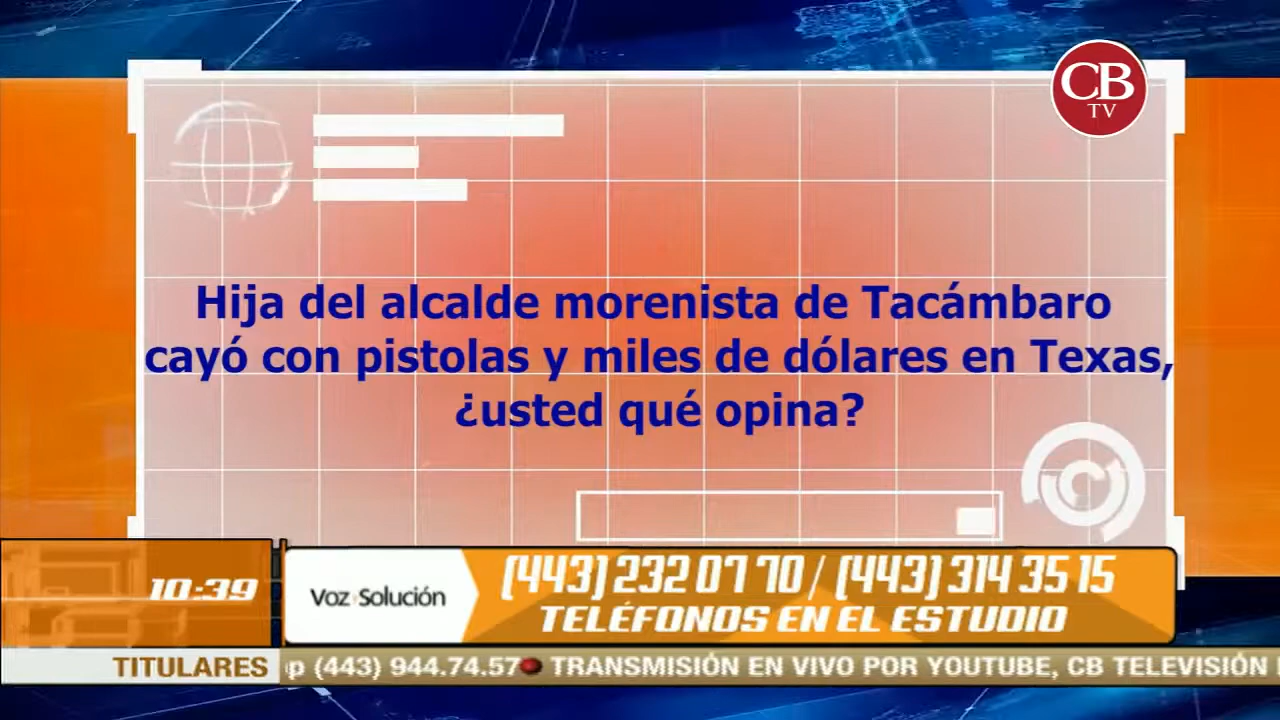 CB
TV
Hija del alcalde morenista de Tacámbaro
cayó con pistolas y miles de dólares en Texas,
¿usted qué opina?
10:39
Voz y Solución
(443) 232 07 70 / (443) 314 35 15
TELÉFONOS EN EL ESTUDIO
TITULARES
p (443) 944.74.57 TRANSMISIÓN EN VIVO POR YOUTUBE, CB TELEVISIÓN